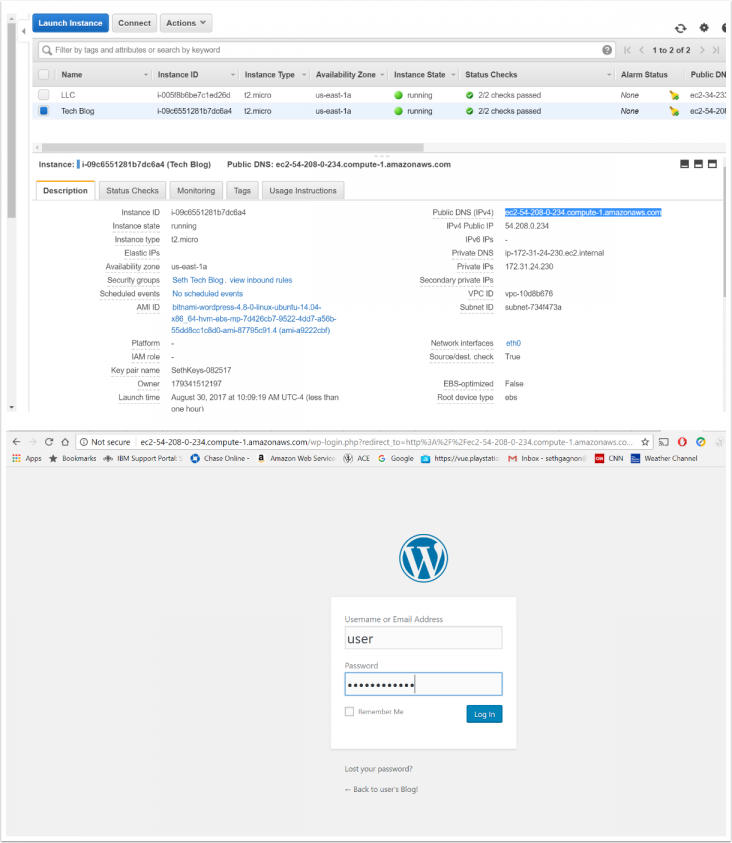 Launch Instance Connect Actions
Filter by tags and attributes or search by keyword 1 to 2 of 2
Name Instance ID Instance Type Availability Zone Instance State Status Checks Alarm Status Public DN
LLC i-005f8b6be7c1ed26d t2.micro us-east-1a running 2/2 checks passed None ec2-34-23
Tech Blog i-09c6551281b7dc6a4 t2.micro us-east-1a running 2/2 checks passed None ec2-54-208
Instance: i-09c6551281b7dc6a4 (Tech Blog) Public DNS: ec2-54-208-0-234.compute-1.amazonaws.com
Description Status Checks Monitoring Tags Usage Instructions
Instance ID i-09c6551281b7dc6a4 Public DNS (IPv4) ec2-54-208-0-234.compute-1.amazonaws.com
Instance state running IPv4 Public IP 54.208.0.234
Instance type t2.micro IPv6 IPs -
Elastic IPs Private DNS ip-172-31-24-230.ec2.internal
Availability zone us-east-1a Private IPs 172.31.24.230
Security groups Seth Tech Blog . view inbound rules Secondary private IPs
Scheduled events No scheduled events VPC ID vpc-10d8b676
AMI ID bitnami-wordpress-4.8-0-linux-ubuntu-14.04- Subnet ID subnet-734f473a
x86_64-hvm-ebs-mp-7d426cb7-9522-4dd7-a56b-
55dd8cc1c8d0-ami-87795c91.4 (ami-a9222cbf)
Platform - Network interfaces eth0
IAM role - Source/dest. check True
Key pair name SethKeys-082517
Owner 179341512197 EBS-optimized False
Launch time August 30, 2017 at 10:09:19 AM UTC-4 (less than Root device type ebs
one hour)
Not secure ec2-54-208-0-234.compute-1.amazonaws.com/wp-login.php?redirect_to=http%3A%2F%2Fec2-54-208-0-234.compute-1.amazonaws.co...
Apps Bookmarks IBM Support Portal: S Chase Online - Amazon Web Service ACE Google https://vue.playstatio Inbox - sethgagnon@ CNN Weather Channel
Username or Email Address
user
Password
Remember Me Log In
Lost your password?
← Back to user's Blog!